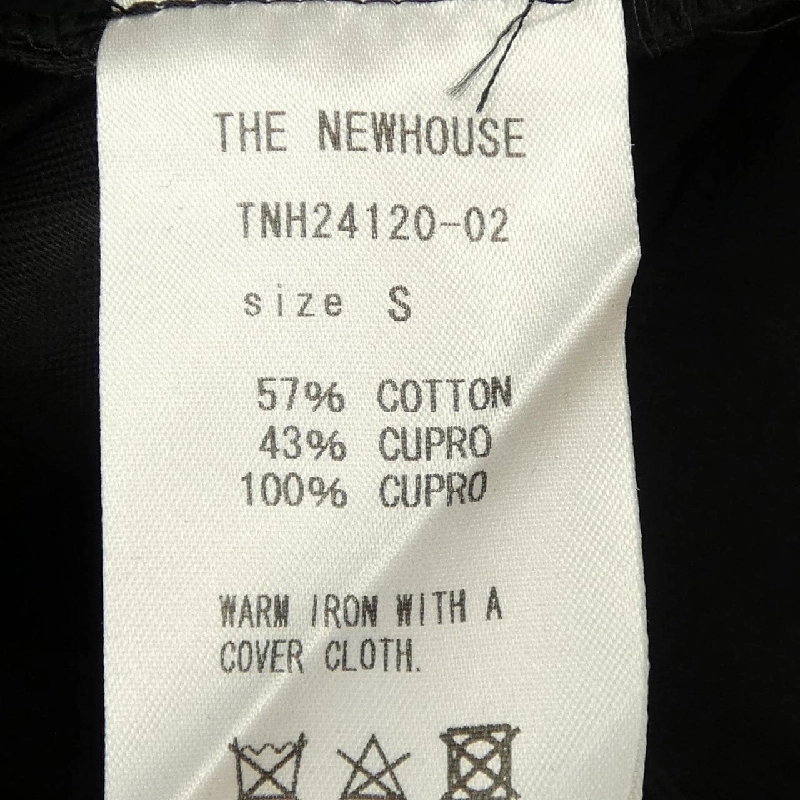 THE NEWHOUSE
TNH24120-02
size S
57% COTTON
43% CUPRO
100% CUPRO
WARM IRON WITH A
COVER CLOTH.